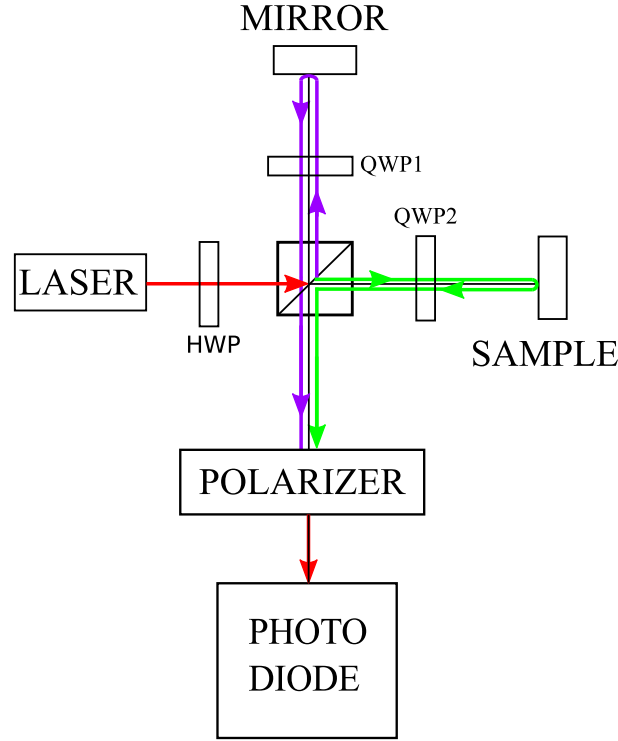 MIRROR
QWP1
QWP2
LASER
HWP
SAMPLE
POLARIZER
PHOTO
DIODE